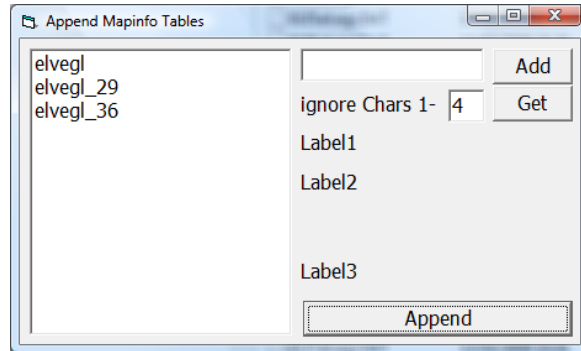 Append Mapinfo Tables
elvegl
elvegl_29
elvegl_36
Add
ignore Chars 1- 4
Get
Label1
Label2
Label3
Append